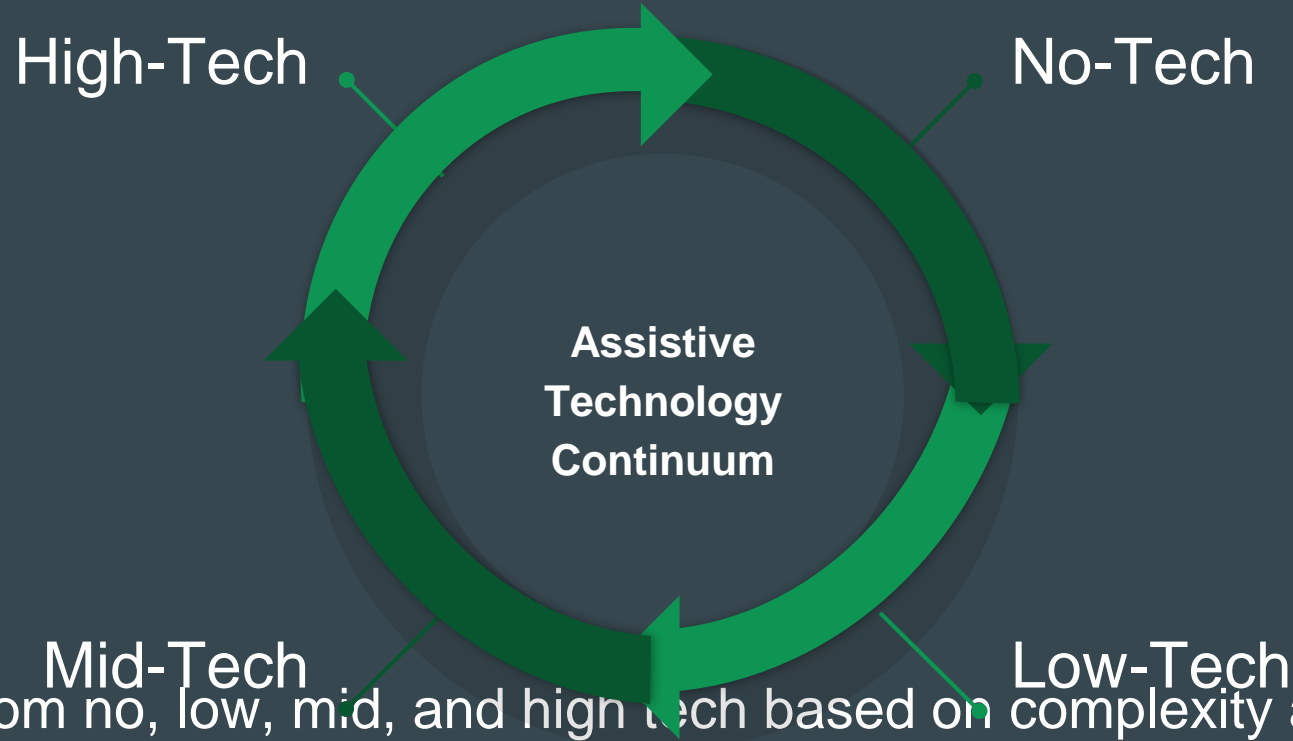 High-Tech
No-Tech
Assistive
Technology
Continuum
Mid-Tech
Low-Tech
no, low, mid, and high tech based on complexity